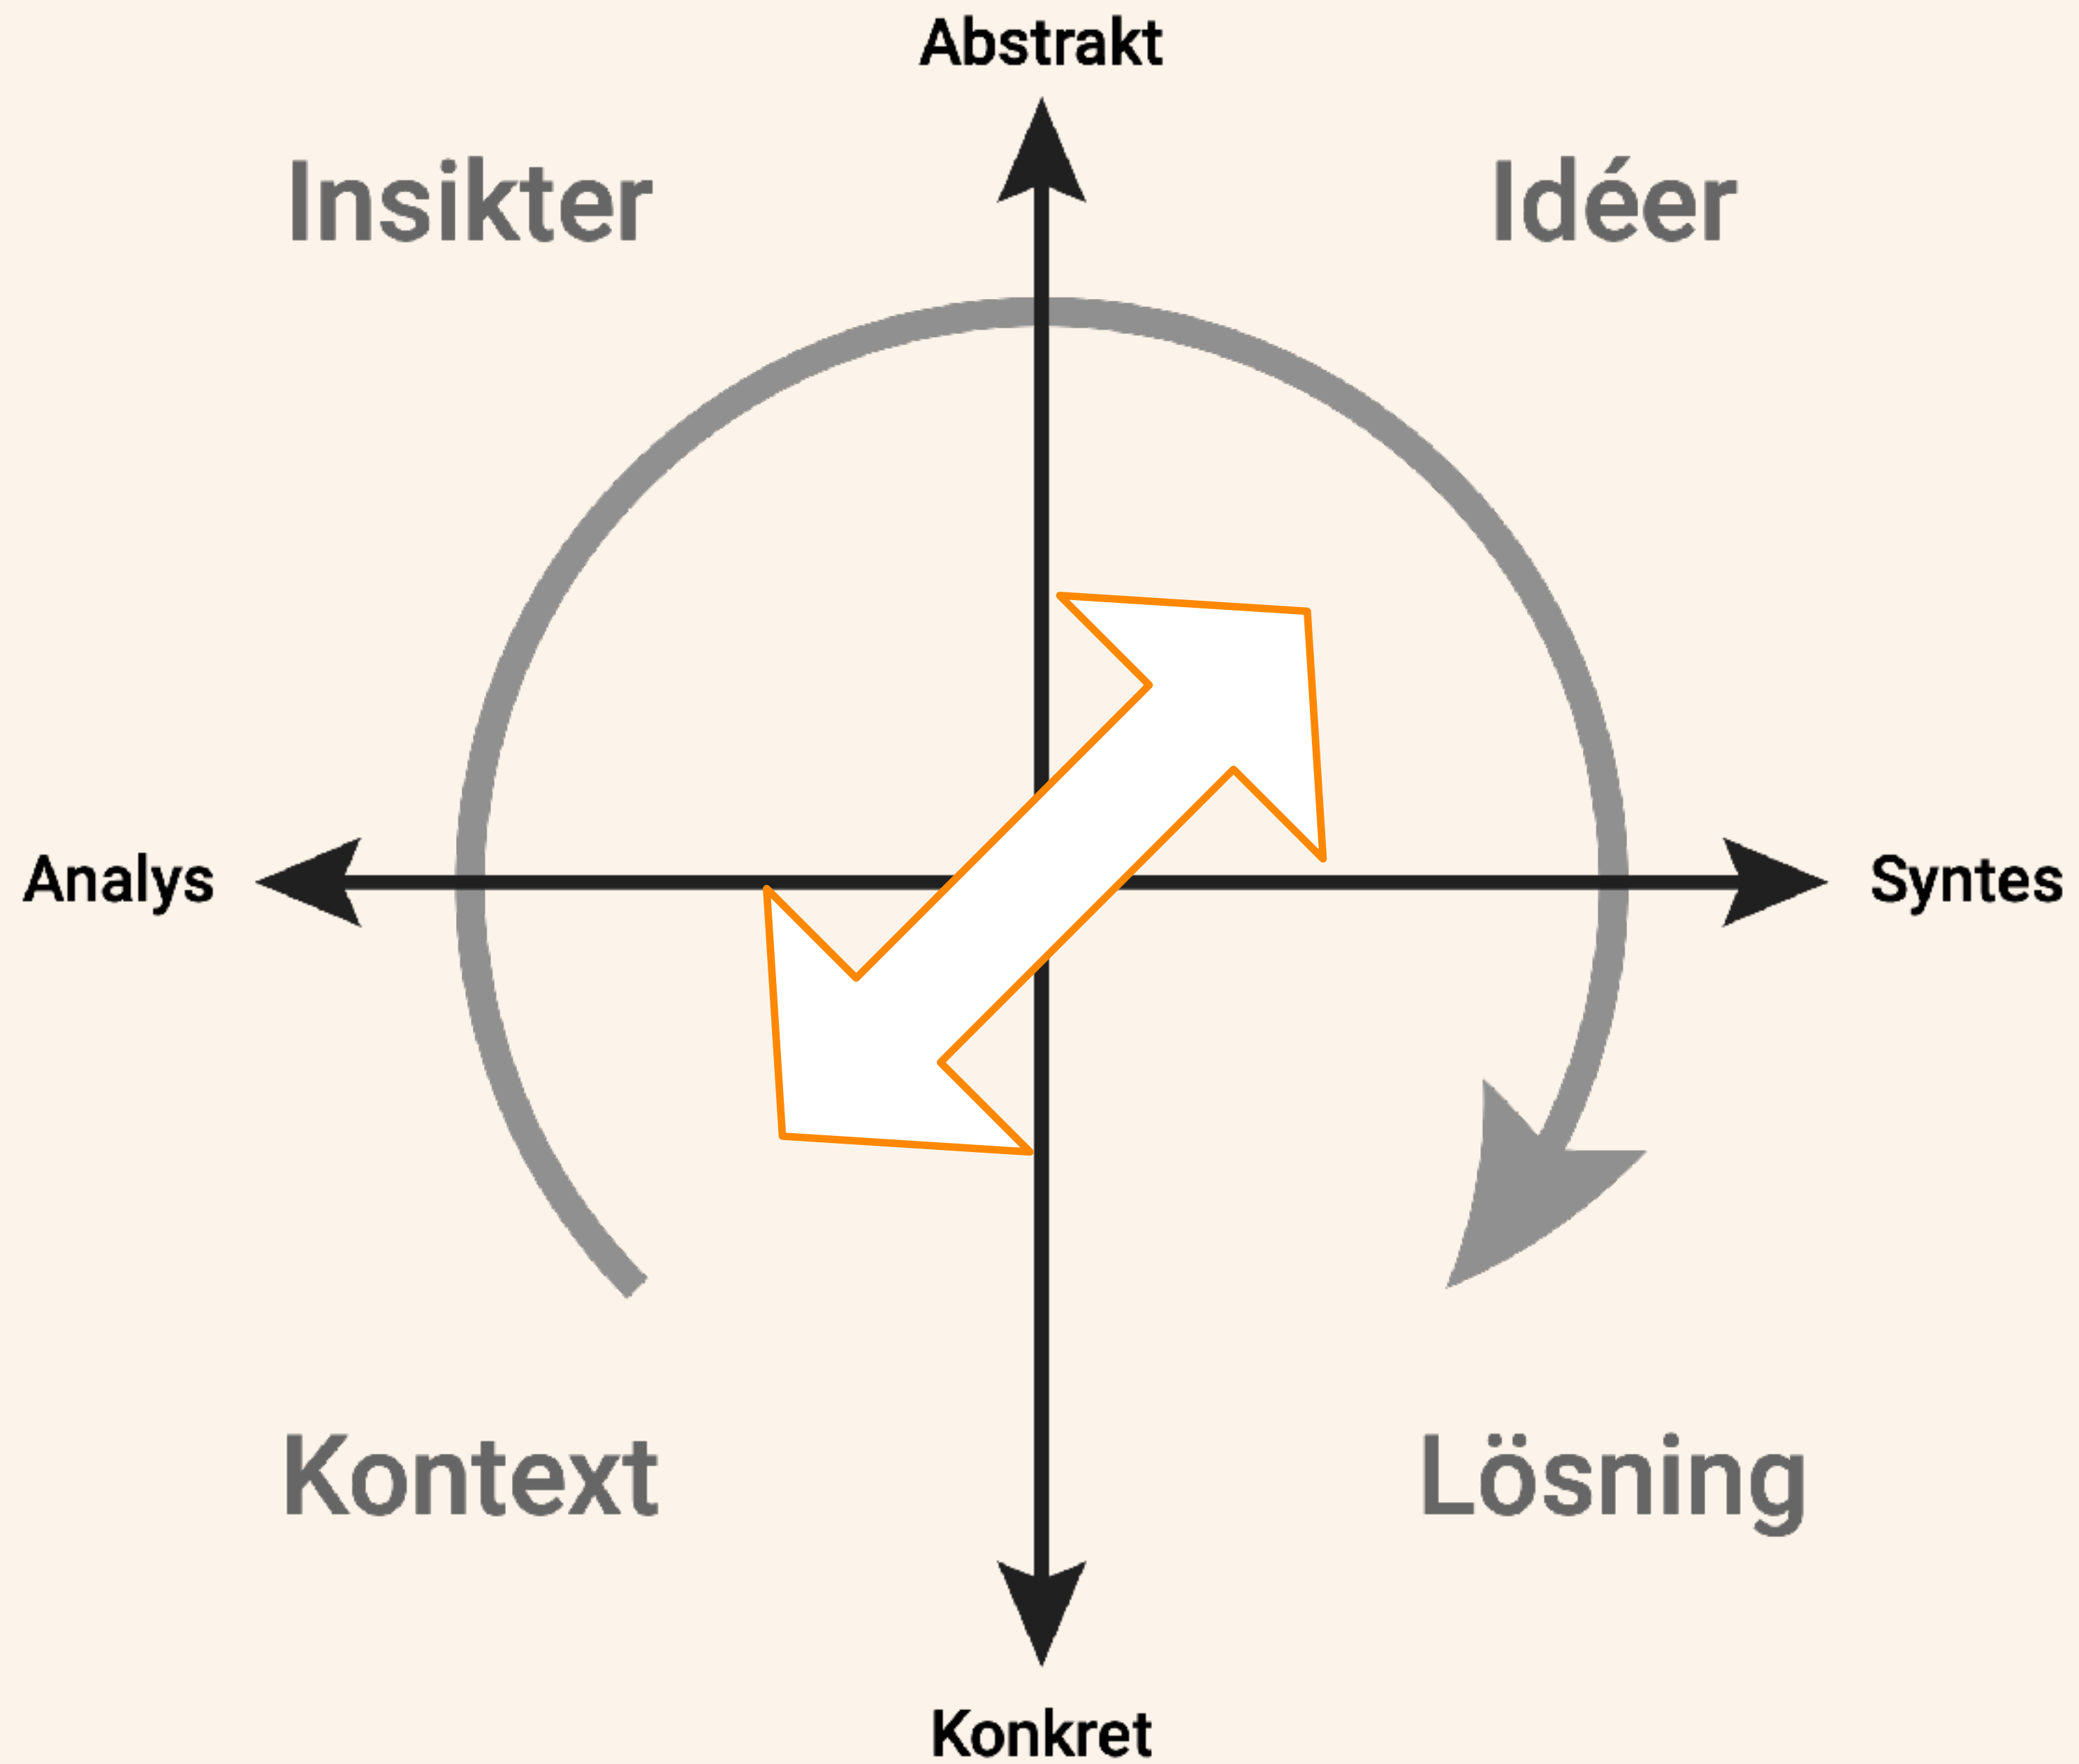 Abstrakt
Insikter
Idéer
Analys
Syntes
Kontext
Lösning
Konkret